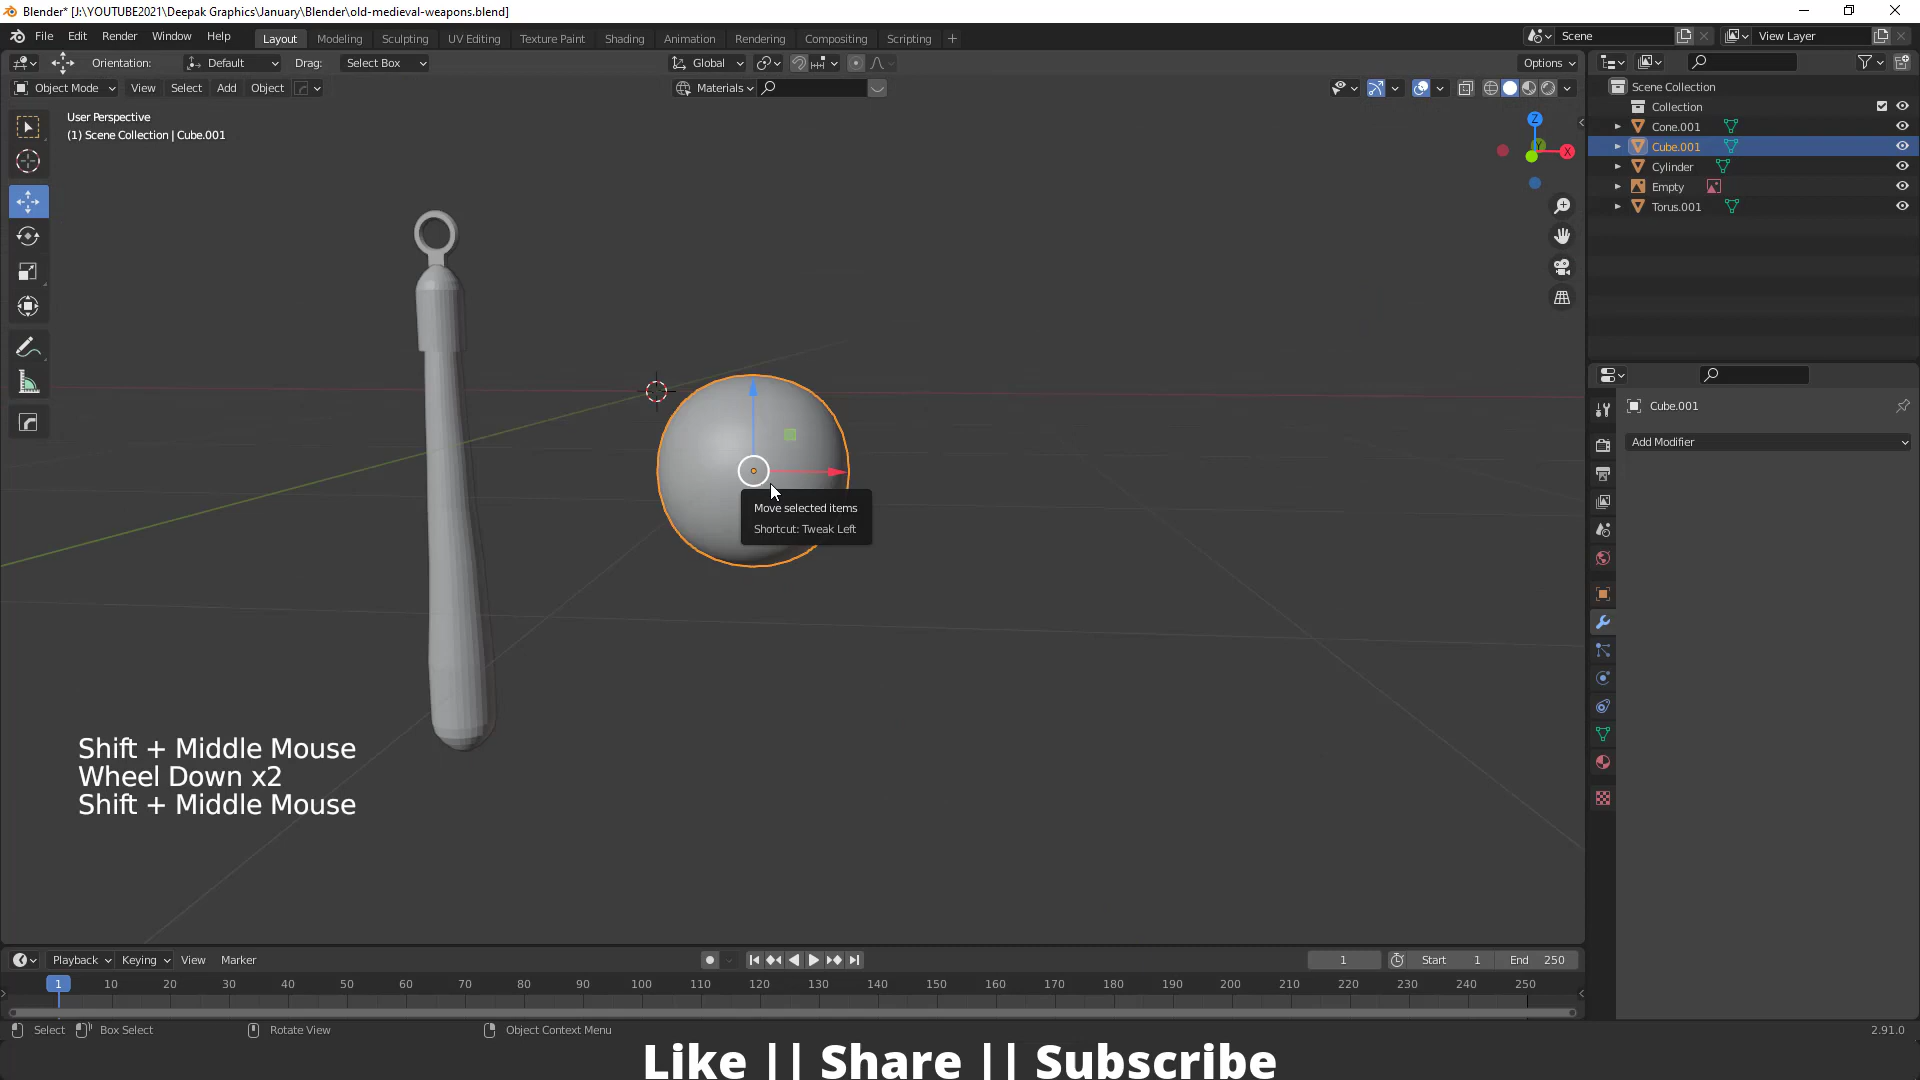 Blender* [J:\YOUTUBE2021\Deepak Graphics\January\Blender\old-medieval-weapons.blend]
File Edit Render Window Help
Layout Modeling Sculpting UV Editing Texture Paint Shading Animation Rendering Compositing Scripting +
Scene View Layer
Orientation: Default Drag: Select Box Global Options
Object Mode View Select Add Object Materials
User Perspective
(1) Scene Collection | Cube.001
Z
Y
X
Scene Collection
Collection
Cone.001
Cube.001
Cylinder
Empty
Torus.001
Cube.001
Add Modifier
Move selected items
Shortcut: Tweak Left
Shift + Middle Mouse
Wheel Down x2
Shift + Middle Mouse
Playback Keying View Marker 1 Start 1 End 250
1 10 20 30 40 50 60 70 80 90 100 110 120 130 140 150 160 170 180 190 200 210 220 230 240 250
Select Box Select Rotate View Object Context Menu 2.91.0
Like || Share || Subscribe